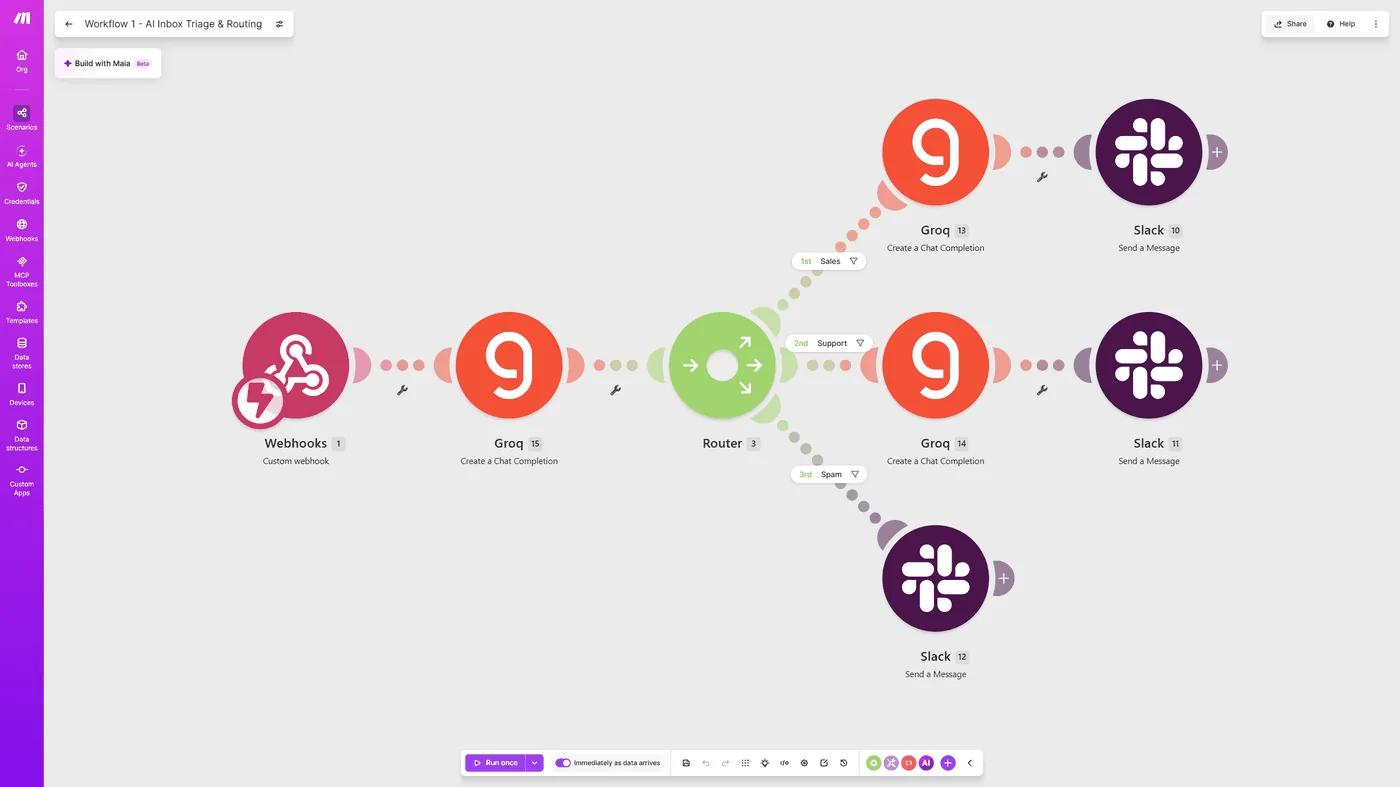 Workflow 1 - AI Inbox Triage & Routing
Share
Help
Build with Maia Beta
Org
Scenarios
AI Agents
Credentials
Webhooks
MCP
Toolboxes
Templates
Data
stores
Devices
Data
structures
Custom
Apps
Groq 13
Create a Chat Completion
Slack 10
Send a Message
1st Sales
Webhooks 1
Custom webhook
Groq 15
Create a Chat Completion
Router 3
2nd Support
Groq 14
Create a Chat Completion
Slack 11
Send a Message
3rd Spam
Slack 12
Send a Message
Run once
Immediately as data arrives
I/O
AI